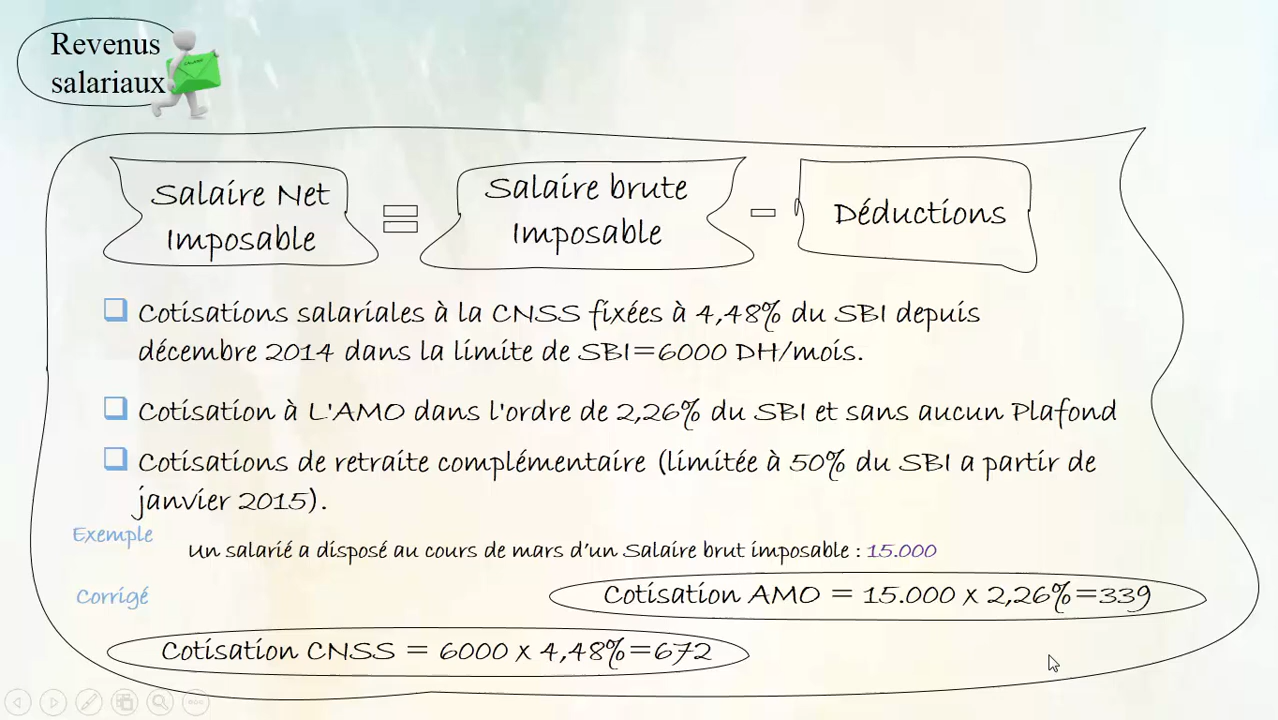 Revenus
salariaux
Salaire Net
Imposable
=
Salaire brute
Imposable
-
Déductions
Cotisations salariales à la CNSS fixées à 4,48% du SBI depuis
décembre 2014 dans la limite de SBI=6000 DH/mois.
Cotisation à L'AMO dans l'ordre de 2,26% du SBI et sans aucun Plafond
Cotisations de retraite complémentaire (limitée à 50% du SBI a partir de
janvier 2015).
Exemple
Un salarié a disposé au cours de mars d'un Salaire brut imposable : 15.000
Corrigé
Cotisation AMO = 15.000 x 2,26%=339
Cotisation CNSS = 6000 x 4,48%=672